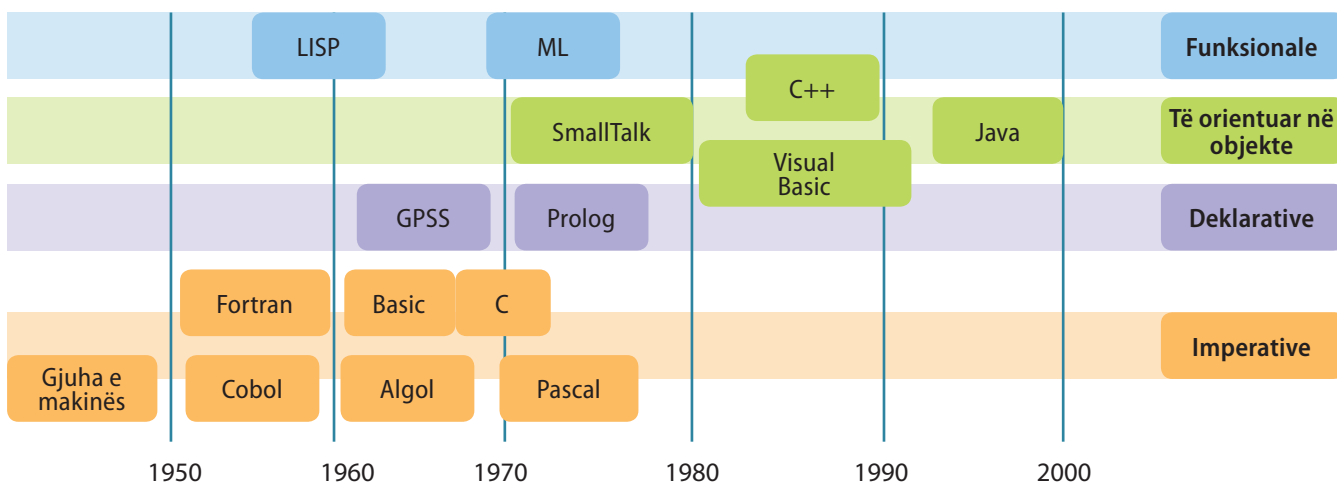 LISP
ML
Funksionale
C++
SmallTalk
Java
Të orientuar në
objekte
Visual
Basic
GPSS
Prolog
Deklarative
Fortran
Basic
C
Imperative
Gjuha e
makinës
Cobol
Algol
Pascal
1950
1960
1970
1980
1990
2000